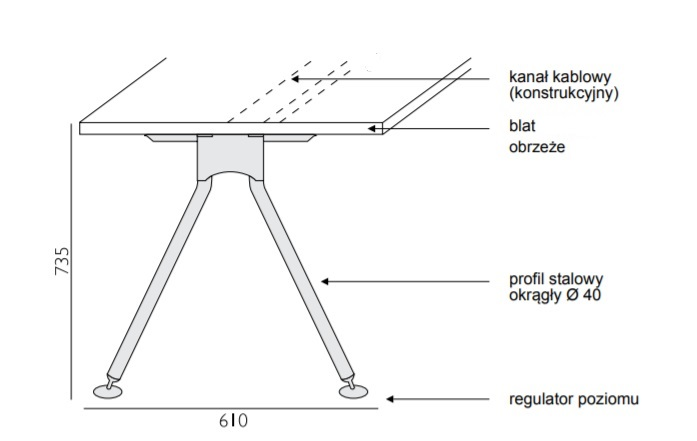 kanał kablowy
(konstrukcyjny)
blat
obrzeże
735
profil stalowy
okrągły Ø 40
regulator poziomu
610